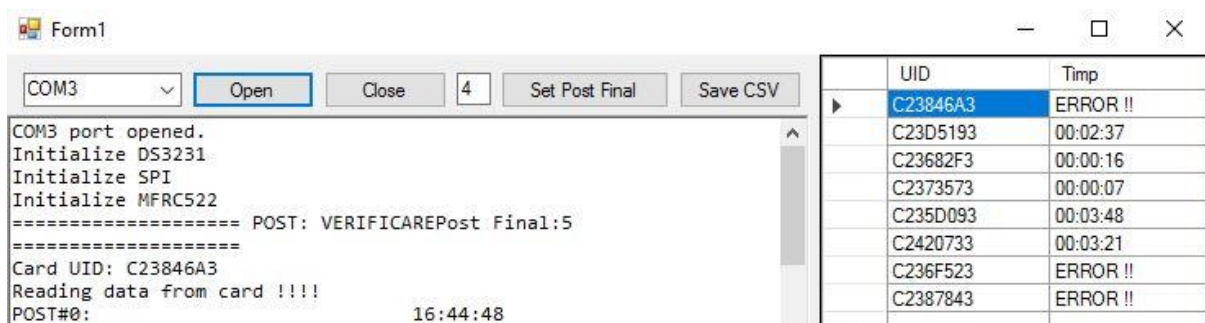 Form1
COM3 Open Close 4 Set Post Final Save CSV
COM3 port opened.
Initialize DS3231
Initialize SPI
Initialize MFRC522
==================== POST: VERIFICAREPost Final:5
====================
Card UID: C23846A3
Reading data from card !!!!
POST#0: 16:44:48
UID Timp
C23846A3 ERROR !!
C23D5193 00:02:37
C23682F3 00:00:16
C2373573 00:00:07
C235D093 00:03:48
C2420733 00:03:21
C236F523 ERROR !!
C2387843 ERROR !!